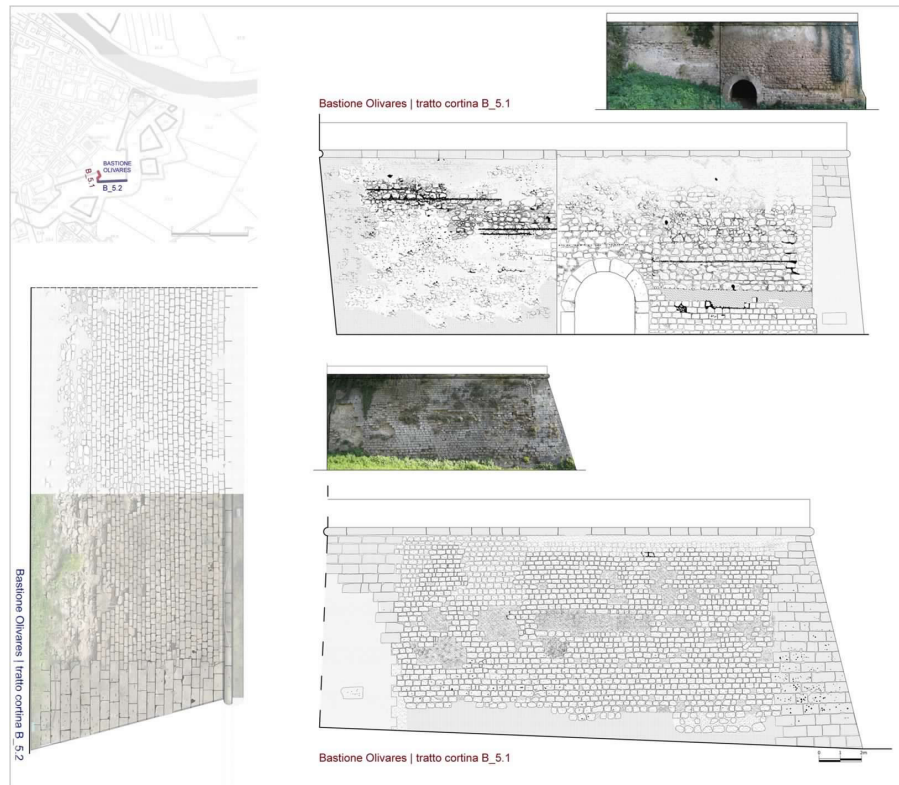 Bastione Olivares | tratto cortina B_5.1
BASTIONE
OLIVARES
B_5.1
B_5.2
Bastione Olivares | tratto cortina B_5.2
Bastione Olivares | tratto cortina B_5.1
0 1 2m